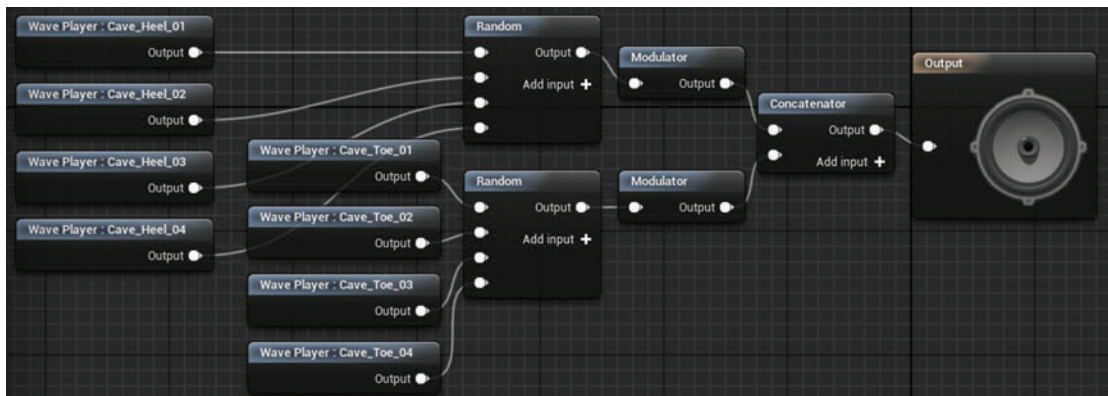 Wave Player : Cave_Heel_01
Output
Wave Player : Cave_Heel_02
Output
Wave Player : Cave_Heel_03
Output
Wave Player : Cave_Heel_04
Output
Wave Player : Cave_Toe_01
Output
Wave Player : Cave_Toe_02
Output
Wave Player : Cave_Toe_03
Output
Wave Player : Cave_Toe_04
Output
Random
Output
Add input
Random
Output
Add input
Modulator
Output
Modulator
Output
Concatenator
Output
Add input
Output